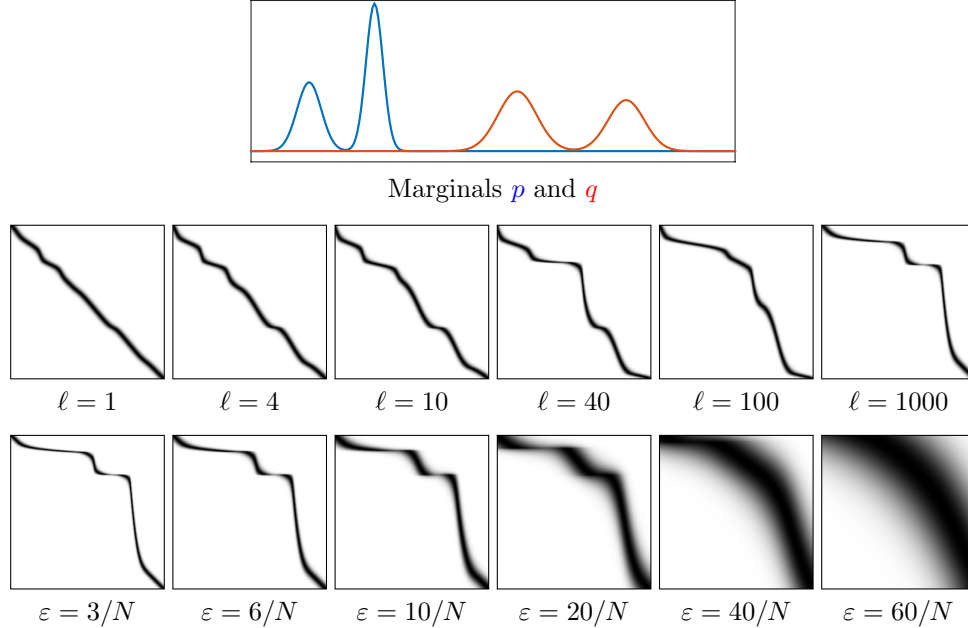 Marginals p and q
ℓ = 1 ℓ = 4 ℓ = 10 ℓ = 40 ℓ = 100 ℓ = 1000
ε = 3/N ε = 6/N ε = 10/N ε = 20/N ε = 40/N ε = 60/N